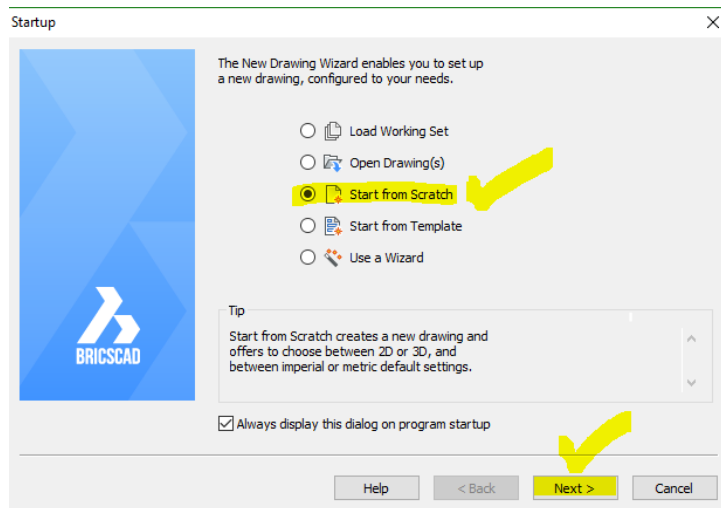 Startup
The New Drawing Wizard enables you to set up
a new drawing, configured to your needs.
Load Working Set
Open Drawing(s)
Start from Scratch
Start from Template
Use a Wizard
Tip
Start from Scratch creates a new drawing and
offers to choose between 2D or 3D, and
between imperial or metric default settings.
BRICSCAD
Always display this dialog on program startup
Help
< Back
Next >
Cancel